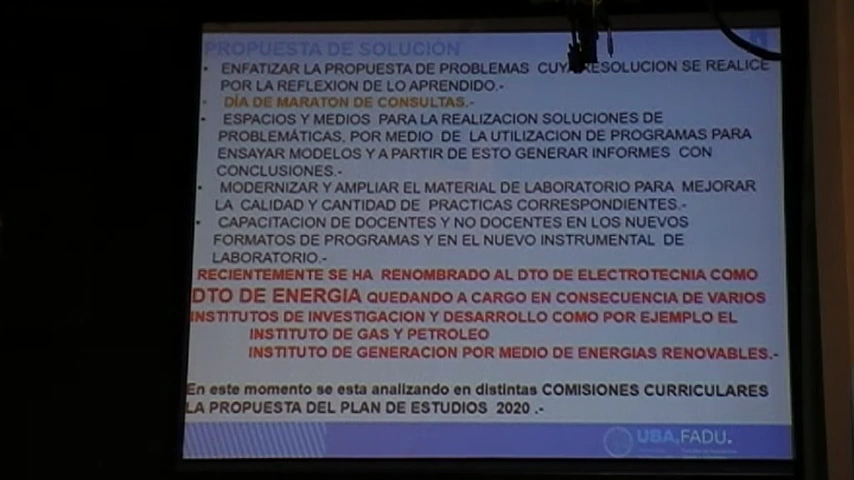 PROPUESTA DE SOLUCIÓN
• ENFATIZAR LA PROPUESTA DE PROBLEMAS CUYA RESOLUCION SE REALICE
POR LA REFLEXION DE LO APRENDIDO.-
• DÍA DE MARATON DE CONSULTAS.-
• ESPACIOS Y MEDIOS PARA LA REALIZACION SOLUCIONES DE
PROBLEMÁTICAS, POR MEDIO DE LA UTILIZACION DE PROGRAMAS PARA
ENSAYAR MODELOS Y A PARTIR DE ESTO GENERAR INFORMES CON
CONCLUSIONES.-
• MODERNIZAR Y AMPLIAR EL MATERIAL DE LABORATORIO PARA MEJORAR
LA CALIDAD Y CANTIDAD DE PRACTICAS CORRESPONDIENTES.-
• CAPACITACION DE DOCENTES Y NO DOCENTES EN LOS NUEVOS
FORMATOS DE PROGRAMAS Y EN EL NUEVO INSTRUMENTAL DE
LABORATORIO.-
RECIENTEMENTE SE HA RENOMBRADO AL DTO DE ELECTROTECNIA COMO
DTO DE ENERGIA QUEDANDO A CARGO EN CONSECUENCIA DE VARIOS
INSTITUTOS DE INVESTIGACION Y DESARROLLO COMO POR EJEMPLO EL
INSTITUTO DE GAS Y PETROLEO
INSTITUTO DE GENERACION POR MEDIO DE ENERGIAS RENOVABLES.-
En este momento se esta analizando en distintas COMISIONES CURRICULARES
LA PROPUESTA DEL PLAN DE ESTUDIOS 2020 .-
UBA.FADU.